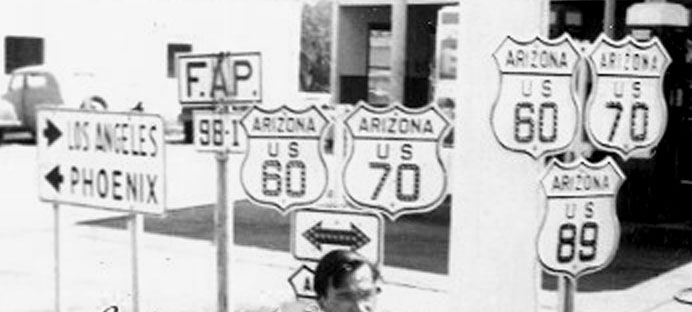 LOS ANGELES
PHOENIX
F.A.P.
98-I
ARIZONA
US
60
ARIZONA
US
70
ARIZONA
US
60
ARIZONA
US
70
ARIZONA
US
89